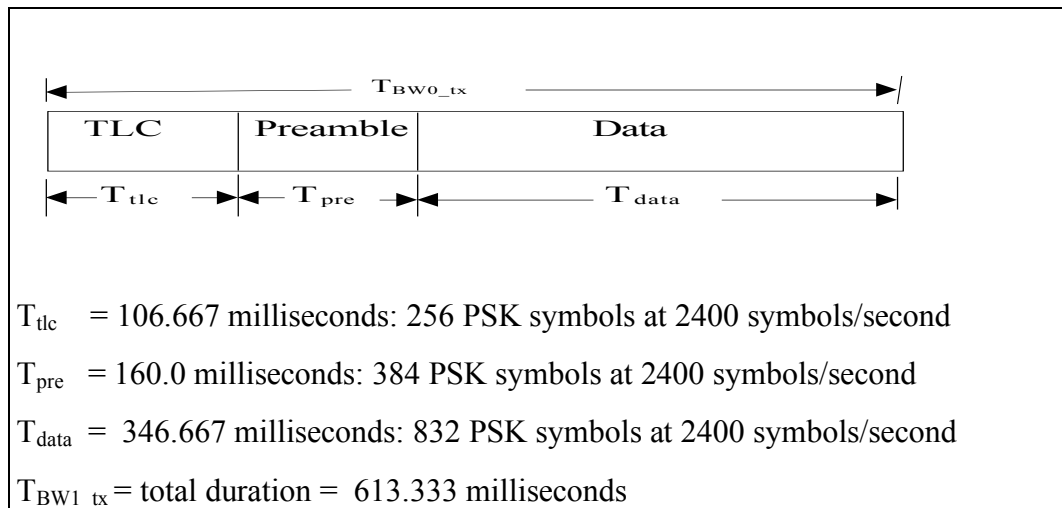 T_BW0_tx
TLC Preamble Data
T_tlc T_pre T_data
T_tlc = 106.667 milliseconds: 256 PSK symbols at 2400 symbols/second
T_pre = 160.0 milliseconds: 384 PSK symbols at 2400 symbols/second
T_data = 346.667 milliseconds: 832 PSK symbols at 2400 symbols/second
T_BW1_tx = total duration = 613.333 milliseconds